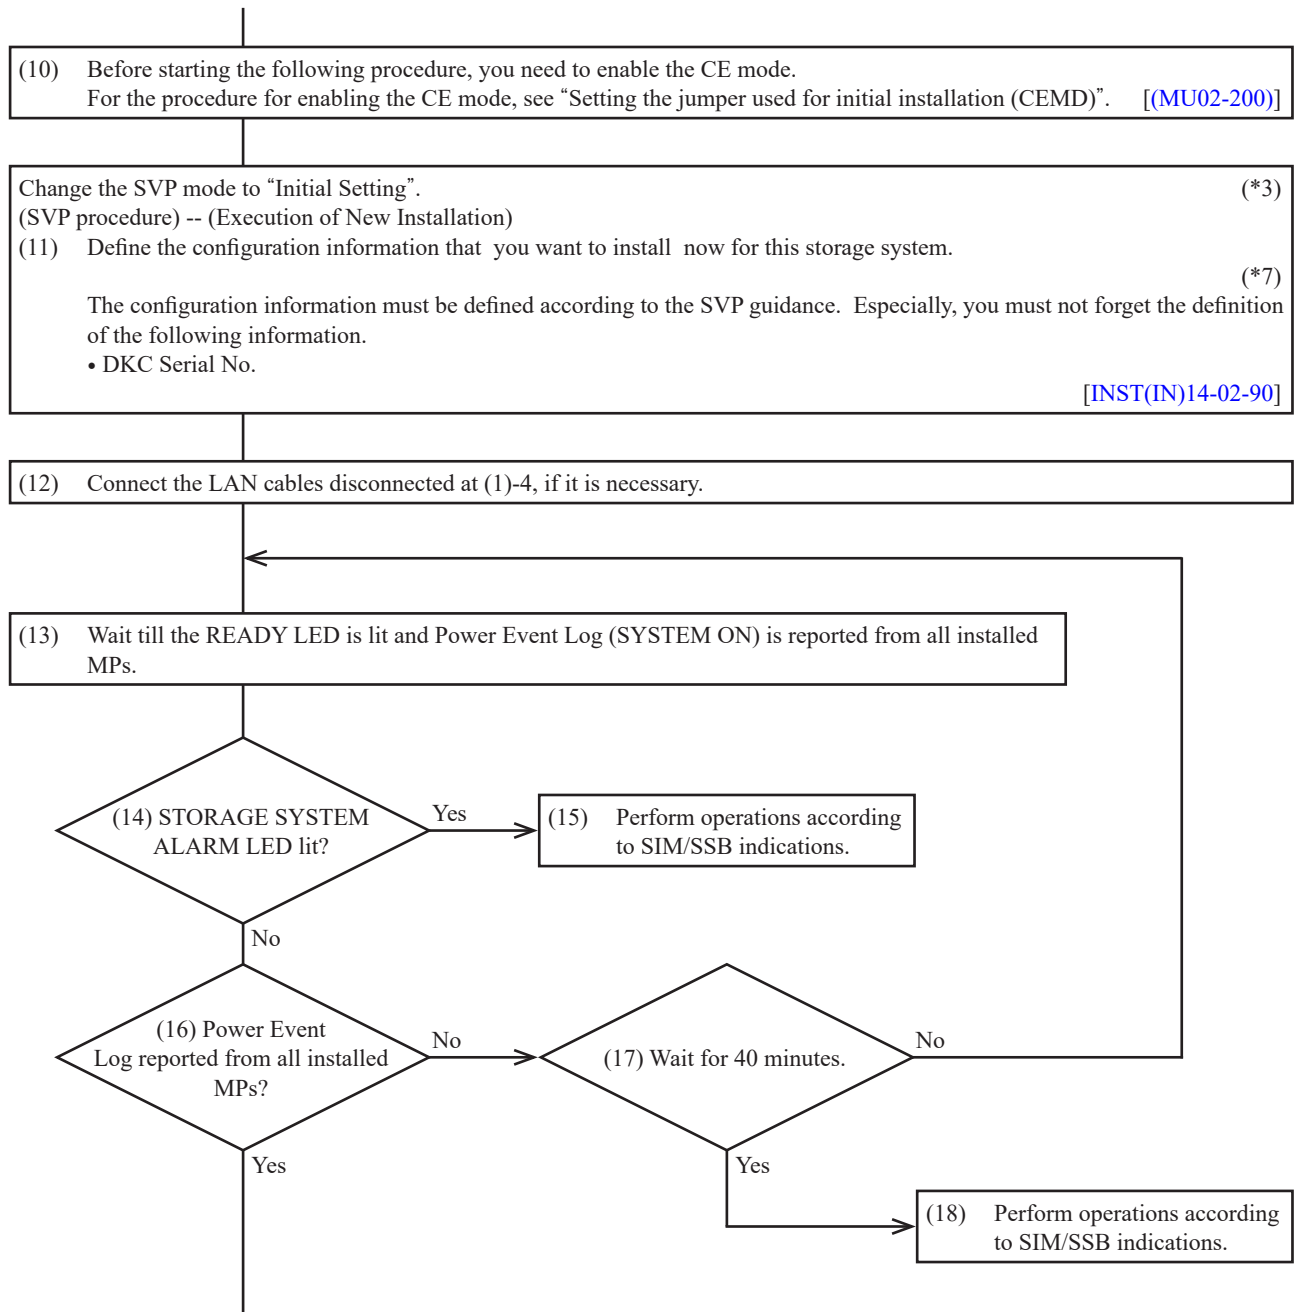 (10) Before starting the following procedure, you need to enable the CE mode.
For the procedure for enabling the CE mode, see “Setting the jumper used for initial installation (CEMD)”. [(MU02-200)]
Change the SVP mode to “Initial Setting”. (*3)
(SVP procedure) -- (Execution of New Installation)
(11) Define the configuration information that you want to install now for this storage system.
(*7)
The configuration information must be defined according to the SVP guidance. Especially, you must not forget the definition
of the following information.
• DKC Serial No.
[INST(IN)14-02-90]
(12) Connect the LAN cables disconnected at (1)-4, if it is necessary.
(13) Wait till the READY LED is lit and Power Event Log (SYSTEM ON) is reported from all installed
MPs.
(14) STORAGE SYSTEM
ALARM LED lit?
Yes
(15) Perform operations according
to SIM/SSB indications.
No
(16) Power Event
Log reported from all installed
MPs?
No
(17) Wait for 40 minutes.
No
Yes
Yes
(18) Perform operations according
to SIM/SSB indications.